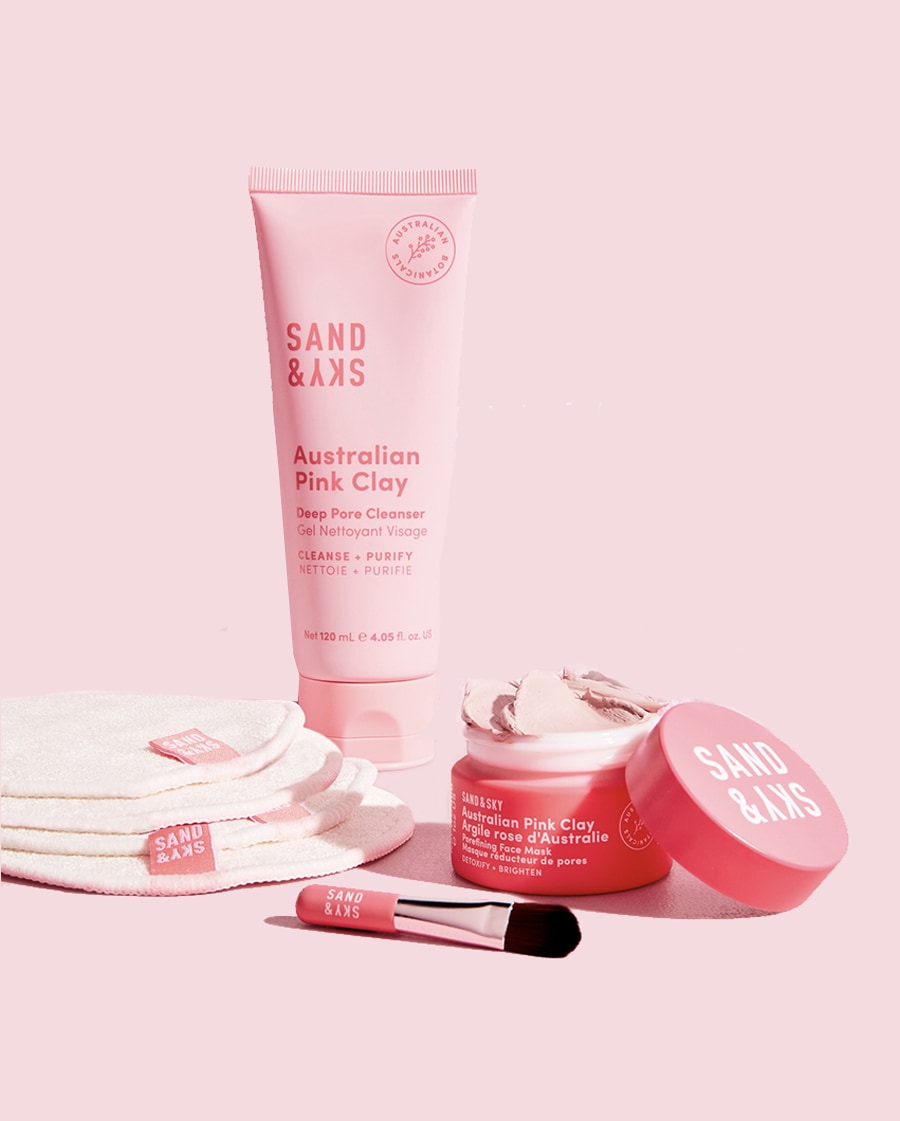 AUSTRALIAN BOTANICALS
SAND
&SKY
Australian
Pink Clay
Deep Pore Cleanser
Gel Nettoyant Visage
CLEANSE + PURIFY
NETTOIE + PURIFIE
Net 120 mL ℮ 4.05 fl. oz. US
SAND
&SKY
SAND
&SKY
SAND&SKY
Australian Pink Clay
Argile rose d'Australie
Porefining Face Mask
Masque réducteur de pores
DETOXIFY + BRIGHTEN
SAND
&SKY
SAND
&SKY